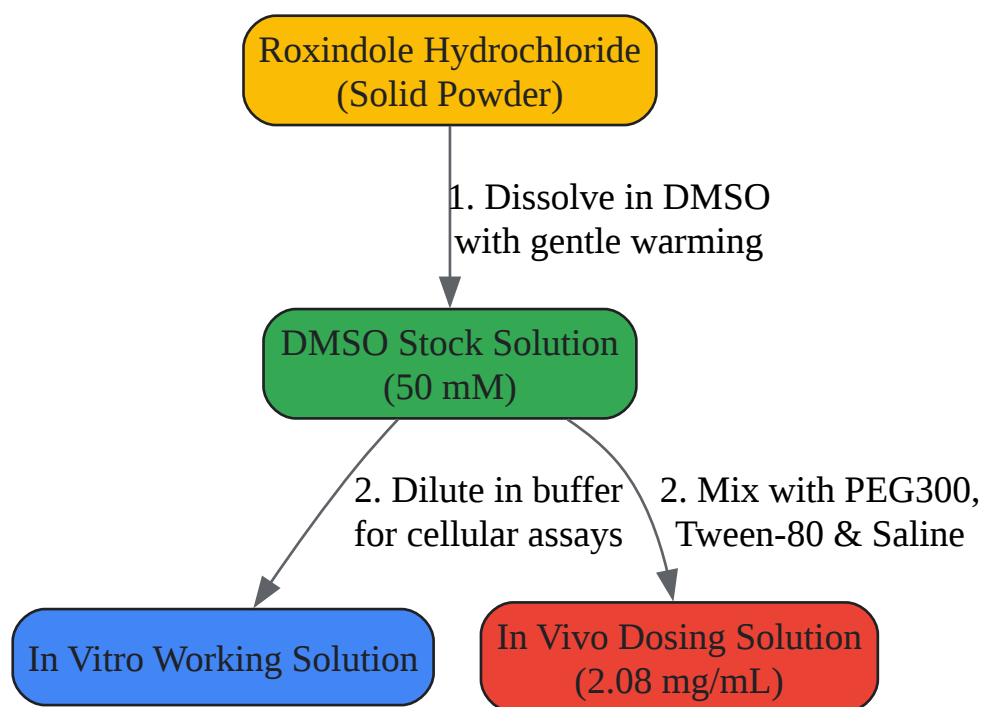 Roxindole Hydrochloride
(Solid Powder)
1. Dissolve in DMSO
with gentle warming
DMSO Stock Solution
(50 mM)
2. Dilute in buffer
for cellular assays
2. Mix with PEG300,
Tween-80 & Saline
In Vitro Working Solution
In Vivo Dosing Solution
(2.08 mg/mL)